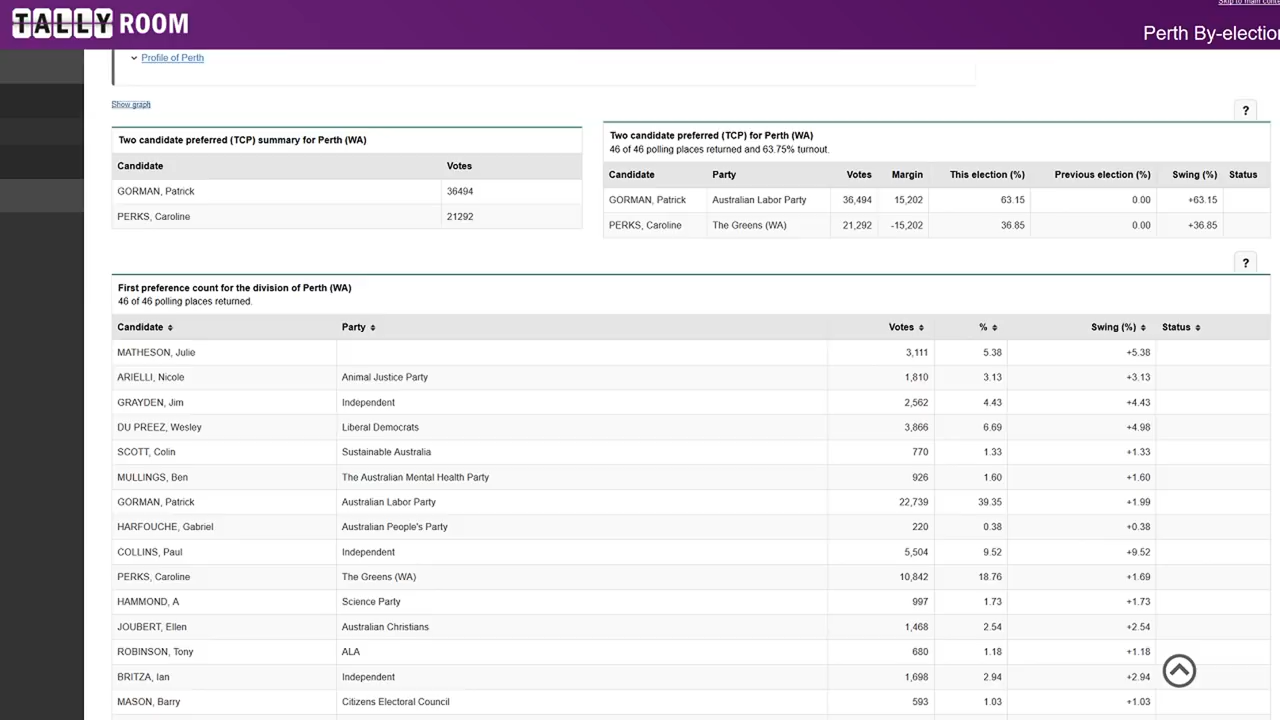 Skip to main conte
TALLY ROOM
Perth By-election
Profile of Perth
Show graph
?
Two candidate preferred (TCP) summary for Perth (WA)
Candidate Votes
GORMAN, Patrick 36494
PERKS, Caroline 21292
Two candidate preferred (TCP) for Perth (WA)
46 of 46 polling places returned and 63.75% turnout.
Candidate Party Votes Margin This election (%) Previous election (%) Swing (%) Status
GORMAN, Patrick Australian Labor Party 36,494 15,202 63.15 0.00 +63.15
PERKS, Caroline The Greens (WA) 21,292 -15,202 36.85 0.00 +36.85
?
First preference count for the division of Perth (WA)
46 of 46 polling places returned.
Candidate Party Votes % Swing (%) Status
MATHESON, Julie 3,111 5.38 +5.38
ARIELLI, Nicole Animal Justice Party 1,810 3.13 +3.13
GRAYDEN, Jim Independent 2,562 4.43 +4.43
DU PREEZ, Wesley Liberal Democrats 3,866 6.69 +4.98
SCOTT, Colin Sustainable Australia 770 1.33 +1.33
MULLINGS, Ben The Australian Mental Health Party 926 1.60 +1.60
GORMAN, Patrick Australian Labor Party 22,739 39.35 +1.99
HARFOUCHE, Gabriel Australian People's Party 220 0.38 +0.38
COLLINS, Paul Independent 5,504 9.52 +9.52
PERKS, Caroline The Greens (WA) 10,842 18.76 +1.69
HAMMOND, A Science Party 997 1.73 +1.73
JOUBERT, Ellen Australian Christians 1,468 2.54 +2.54
ROBINSON, Tony ALA 680 1.18 +1.18
BRITZA, Ian Independent 1,698 2.94 +2.94
MASON, Barry Citizens Electoral Council 593 1.03 +1.03